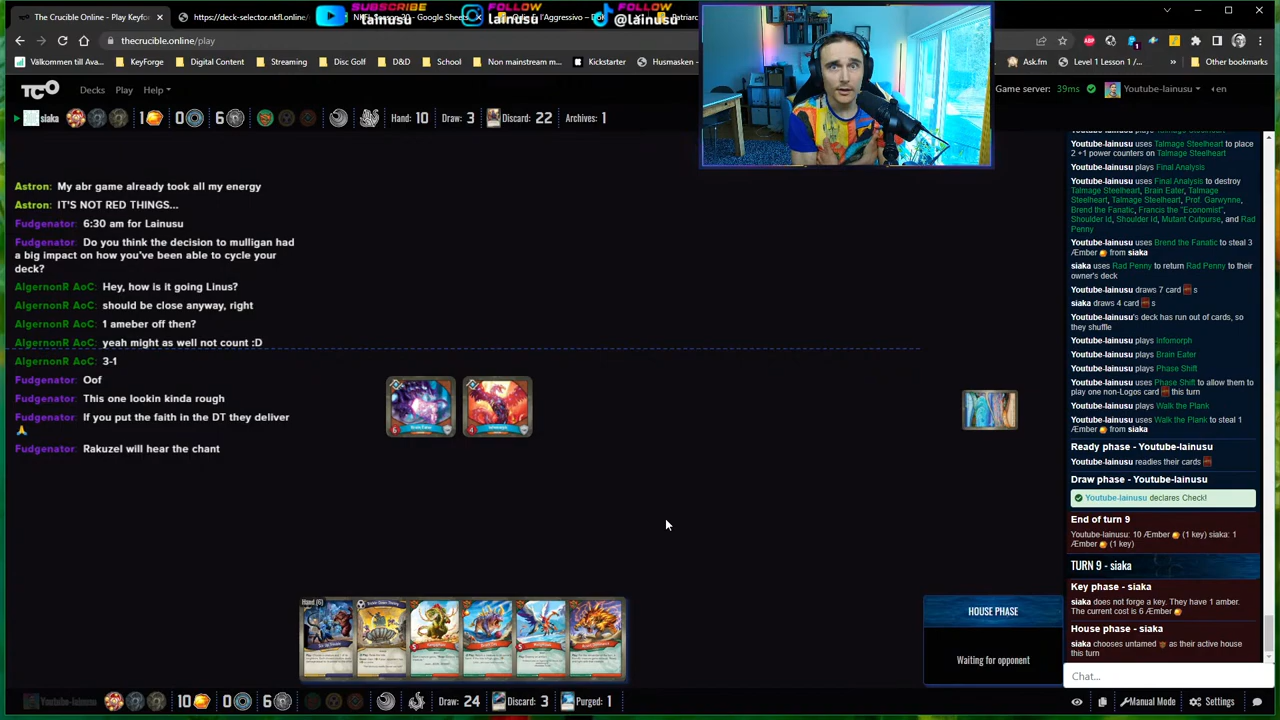 The Crucible Online - Play Keyfo
https://deck-selector.nkfl.online/
SUBSCRIBE
lainusu
FOLLOW
lainusu
FOLLOW
@lainusu
thecrucible.online/play
Välkommen till Ava...
KeyForge
Digital Content
Streaming
Disc Golf
D&D
School
Non mainstream m...
Kickstarter
Husmasken -
Ask.fm
Level 1 Lesson 1 /...
Other bookmarks
TCO
Decks
Play
Help
Game server: 39ms
Youtube-lainusu
en
siaka
1
0
6
Hand: 10
Draw: 3
Discard: 22
Archives: 1
Astron: My abr game already took all my energy
Astron: IT'S NOT RED THINGS...
Fudgenator: 6:30 am for Lainusu
Fudgenator: Do you think the decision to mulligan had
a big impact on how you've been able to cycle your
deck?
AlgernonR AoC: Hey, how is it going Linus?
AlgernonR AoC: should be close anyway, right
AlgernonR AoC: 1 ameber off then?
AlgernonR AoC: yeah might as well not count :D
AlgernonR AoC: 3-1
Fudgenator: Oof
Fudgenator: This one lookin kinda rough
Fudgenator: If you put the faith in the DT they deliver
🙏
Fudgenator: Rakuzel will hear the chant
6
4
Hand (6)
HOUSE PHASE
Waiting for opponent
Youtube-lainusu uses Talmage Steelheart to place
2 +1 power counters on Talmage Steelheart
Youtube-lainusu plays Final Analysis
Youtube-lainusu uses Final Analysis to destroy
Talmage Steelheart, Brain Eater, Talmage
Steelheart, Talmage Steelheart, Prof. Garwynne,
Brend the Fanatic, Francis the "Economist",
Shoulder Id, Shoulder Id, Mutant Cutpurse, and Rad
Penny
Youtube-lainusu uses Brend the Fanatic to steal 3
Æmber from siaka
siaka uses Rad Penny to return Rad Penny to their
owner's deck
Youtube-lainusu draws 7 card s
siaka draws 4 card s
Youtube-lainusu's deck has run out of cards, so
they shuffle
Youtube-lainusu plays Infomorph
Youtube-lainusu plays Brain Eater
Youtube-lainusu plays Phase Shift
Youtube-lainusu uses Phase Shift to allow them to
play one non-Logos card this turn
Youtube-lainusu plays Walk the Plank
Youtube-lainusu uses Walk the Plank to steal 1
Æmber from siaka
Ready phase - Youtube-lainusu
Youtube-lainusu readies their cards
Draw phase - Youtube-lainusu
Youtube-lainusu declares Check!
End of turn 9
Youtube-lainusu: 10 Æmber (1 key) siaka: 1
Æmber (1 key)
TURN 9 - siaka
Key phase - siaka
siaka does not forge a key. They have 1 amber.
The current cost is 6 Æmber
House phase - siaka
siaka chooses untamed as their active house
this turn
Chat...
Youtube-lainusu
10
0
6
Draw: 24
Discard: 3
Purged: 1
Manual Mode
Settings